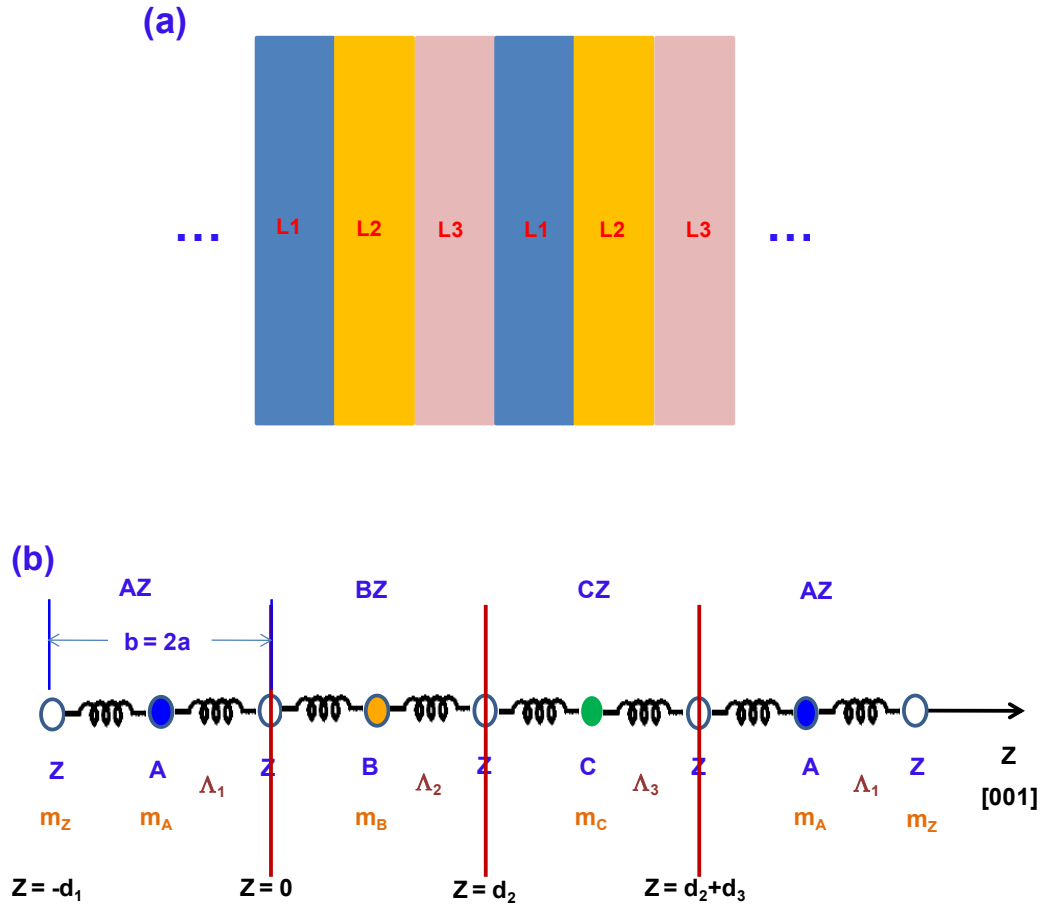 (a)
... L1 L2 L3 L1 L2 L3 ...
(b)
AZ BZ CZ AZ
b = 2a
Z A Z B Z C Z A Z Z
Λ1 Λ2 Λ3 Λ1
[001]
mZ mA mB mC mA mZ
Z = -d1 Z = 0 Z = d2 Z = d2+d3